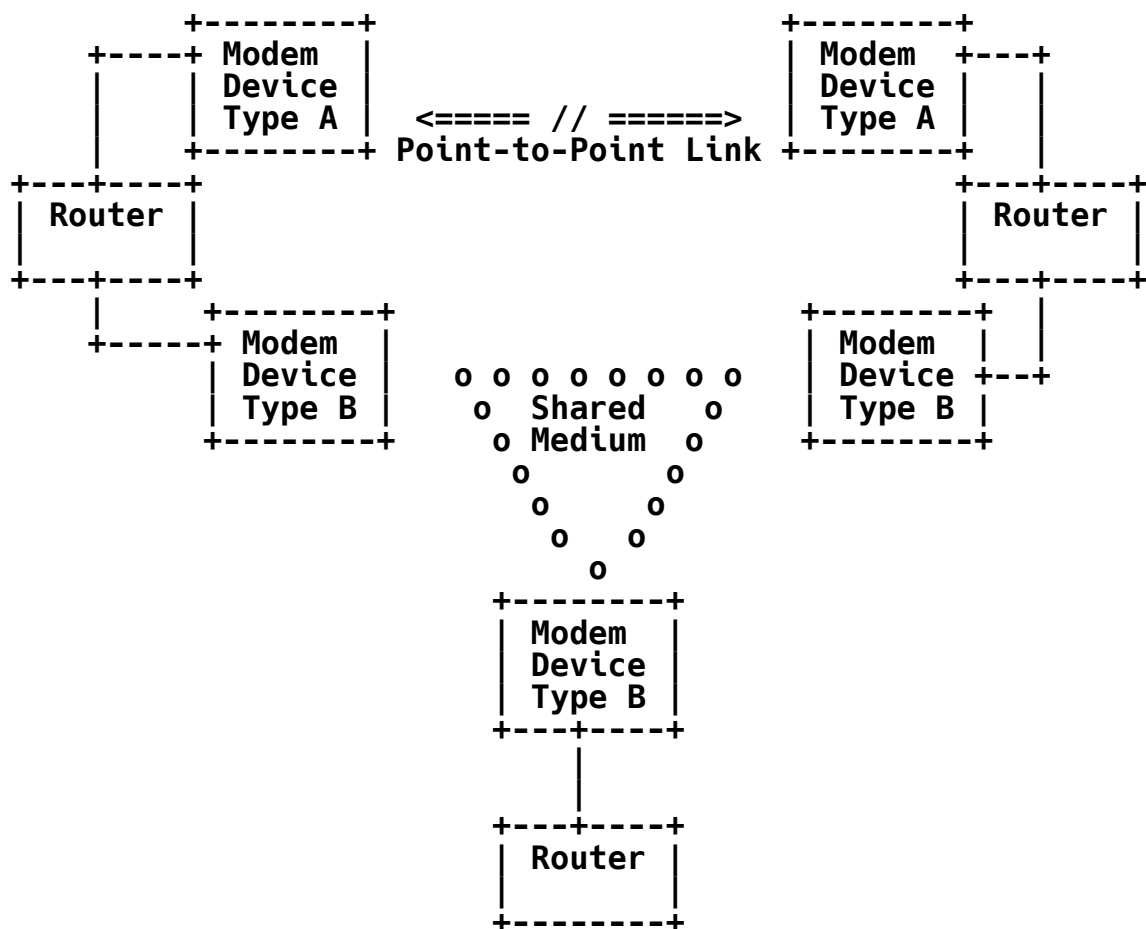 +--------+                      +--------+
    +----+ Modem  |                      | Modem  +---+
    |    | Device |                      | Device |   |
    |    | Type A |  <===== // ======>   | Type A |   |
    |    +--------+ Point-to-Point Link  +--------+   |
+---+----+                                        +---+----+
| Router |                                        | Router |
|        |                                        |        |
+---+----+                                        +---+----+
    |     +--------+                      +--------+  |
    +-----+ Modem  |                      | Modem  |  |
          | Device |   o o o o o o o o    | Device +--+
          | Type B |    o  Shared   o     | Type B |
          +--------+     o Medium  o      +--------+
                          o       o
                           o     o
                            o   o
                              o
                         +--------+
                         | Modem  |
                         | Device |
                         | Type B |
                         +---+----+
                             |
                             |
                         +---+----+
                         | Router |
                         |        |
                         +--------+